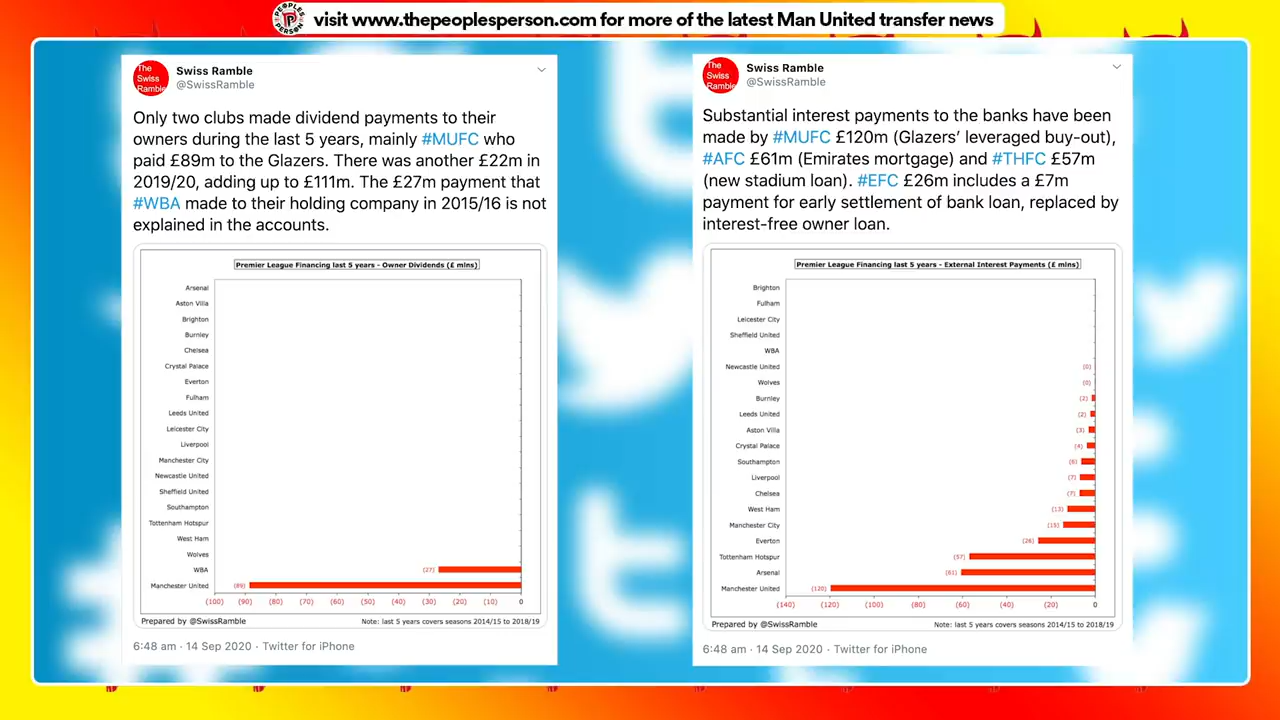 PEOPLES
PERSON
visit www.thepeoplesperson.com for more of the latest Man United transfer news
The
Swiss
Ramble
Swiss Ramble
@SwissRamble
Only two clubs made dividend payments to their
owners during the last 5 years, mainly #MUFC who
paid £89m to the Glazers. There was another £22m in
2019/20, adding up to £111m. The £27m payment that
#WBA made to their holding company in 2015/16 is not
explained in the accounts.
Premier League Financing last 5 years - Owner Dividends (£ mlns)
Arsenal
Aston Villa
Brighton
Burnley
Chelsea
Crystal Palace
Everton
Fulham
Leeds United
Leicester City
Liverpool
Manchester City
Newcastle United
Sheffield United
Southampton
Tottenham Hotspur
West Ham
Wolves
WBA (27)
Manchester United (89)
(100) (90) (80) (70) (60) (50) (40) (30) (20) (10) 0
Prepared by @SwissRamble Note: last 5 years covers seasons 2014/15 to 2018/19
6:48 am · 14 Sep 2020 · Twitter for iPhone
The
Swiss
Ramble
Swiss Ramble
@SwissRamble
Substantial interest payments to the banks have been
made by #MUFC £120m (Glazers’ leveraged buy-out),
#AFC £61m (Emirates mortgage) and #THFC £57m
(new stadium loan). #EFC £26m includes a £7m
payment for early settlement of bank loan, replaced by
interest-free owner loan.
Premier League Financing last 5 years - External Interest Payments (£ mlns)
Brighton
Fulham
Leicester City
Sheffield United
WBA
Newcastle United (0)
Wolves (0)
Burnley (2)
Leeds United (2)
Aston Villa (3)
Crystal Palace (4)
Southampton (6)
Liverpool (7)
Chelsea (7)
West Ham (13)
Manchester City (15)
Everton (26)
Tottenham Hotspur (57)
Arsenal (61)
Manchester United (120)
(140) (120) (100) (80) (60) (40) (20) 0
Prepared by @SwissRamble Note: last 5 years covers seasons 2014/15 to 2018/19
6:48 am · 14 Sep 2020 · Twitter for iPhone